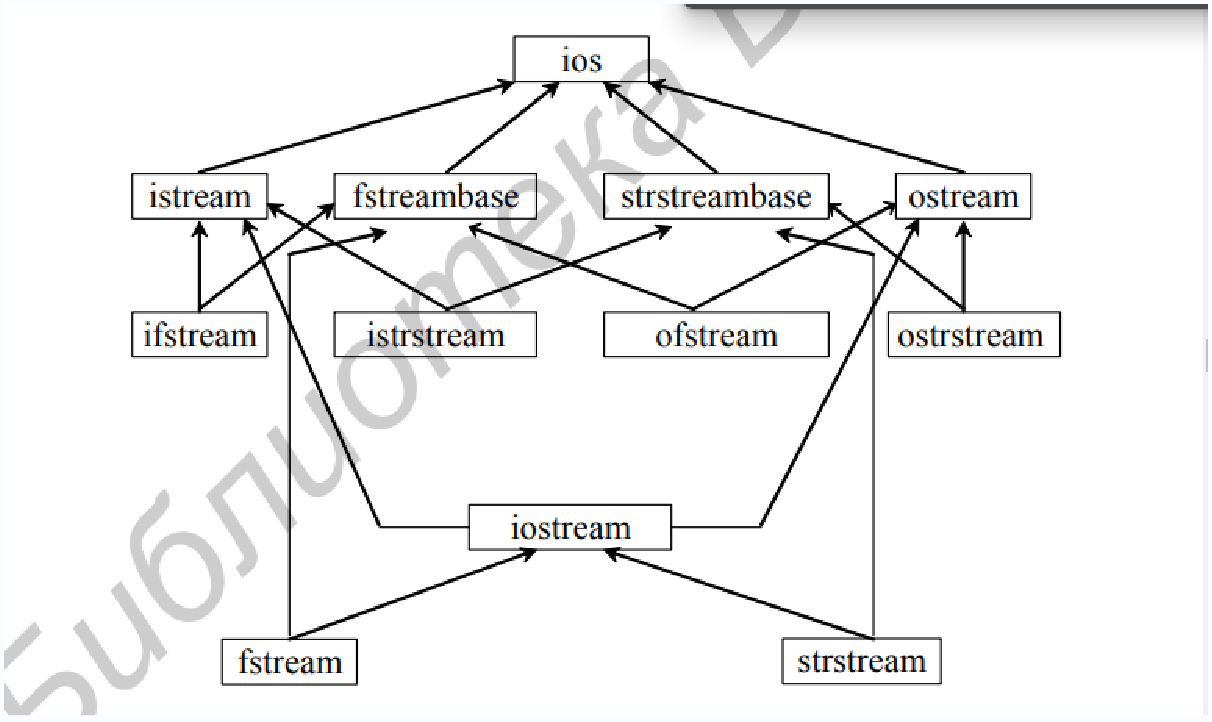 ios
istream fstreambase strstreambase ostream
ifstream istrstream ofstream ostrstream
iostream
fstream strstream
Библиотека Б